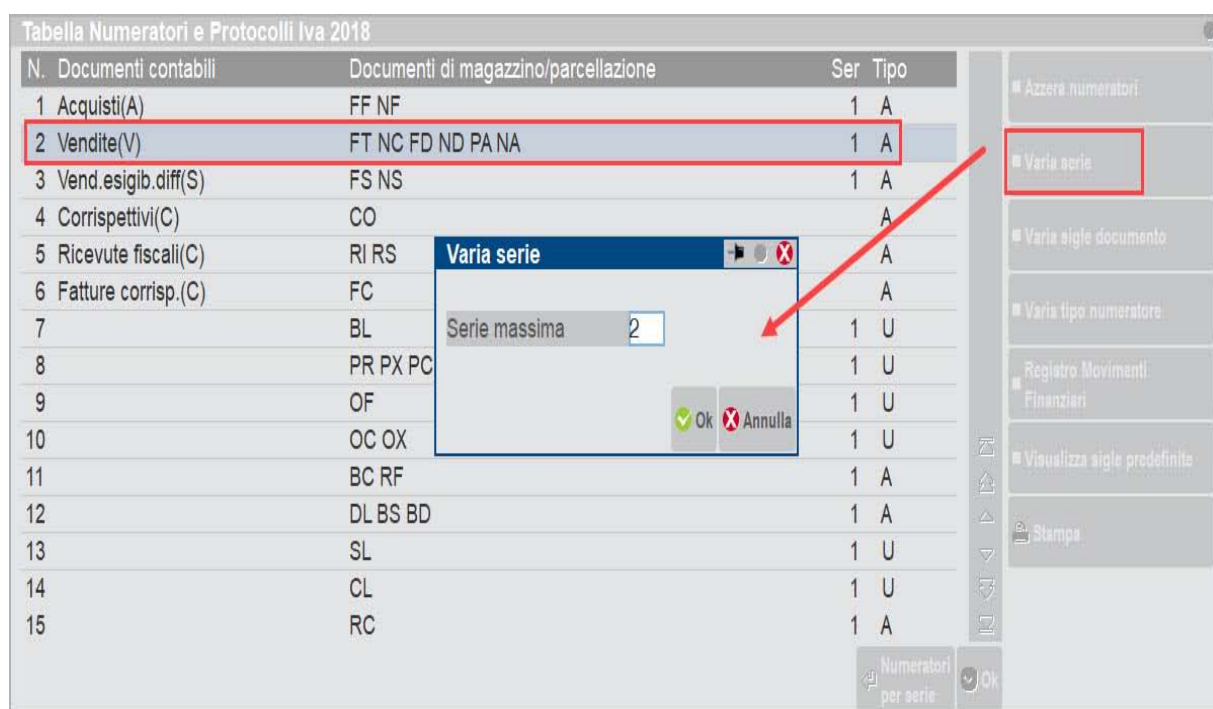 Tabella Numeratori e Protocolli Iva 2018
N. Documenti contabili Documenti di magazzino/parcellazione Ser Tipo
1 Acquisti(A) FF NF 1 A
2 Vendite(V) FT NC FD ND PA NA 1 A
3 Vend.esigib.diff(S) FS NS 1 A
4 Corrispettivi(C) CO A
5 Ricevute fiscali(C) RI RS A
6 Fatture corrisp.(C) FC A
7 BL 1 U
8 PR PX PC 1 U
9 OF 1 U
10 OC OX 1 U
11 BC RF 1 A
12 DL BS BD 1 A
13 SL 1 U
14 CL 1 U
15 RC 1 A
Varia serie
Serie massima 2
Ok Annulla
Azzera numeratori
Varia serie
Varia sigle documento
Varia tipo numeratore
Registro Movimenti
Finanziari
Visualizza sigle predefinite
Stampa
Numeratori
per serie
Ok